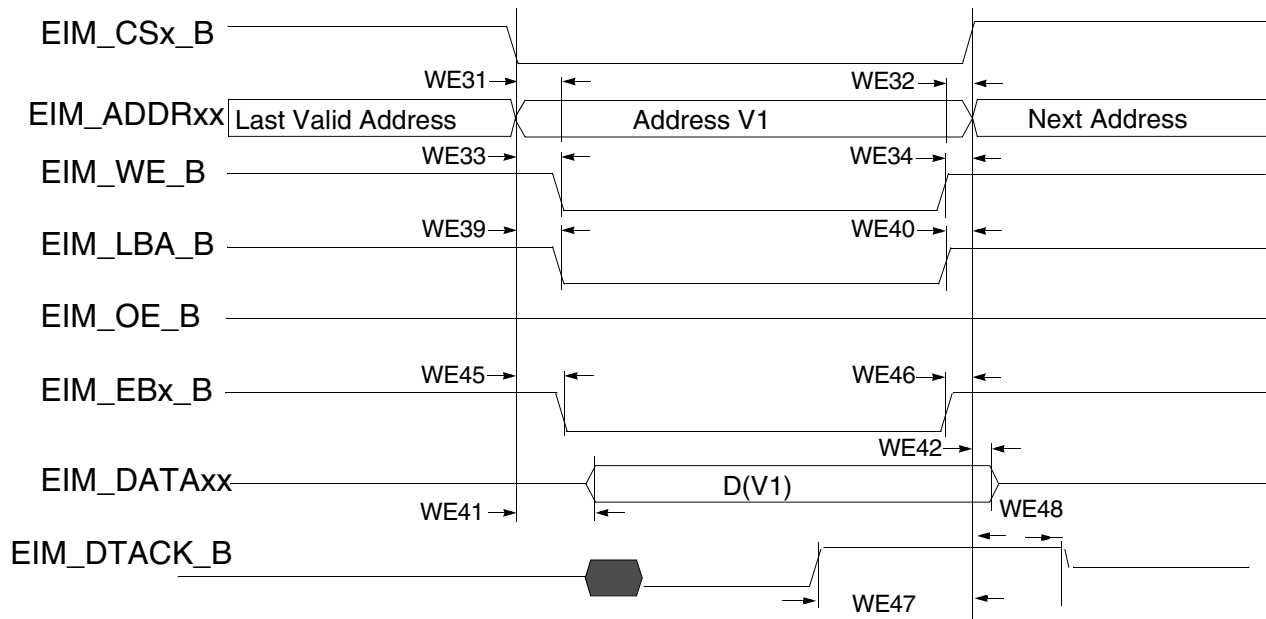 EIM_CSx_B
WE31
WE32
EIM_ADDRxx
Last Valid Address
Address V1
Next Address
WE33
WE34
EIM_WE_B
WE39
WE40
EIM_LBA_B
EIM_OE_B
WE45
WE46
EIM_EBx_B
WE42
EIM_DATAxx
D(V1)
WE41
WE48
EIM_DTACK_B
WE47